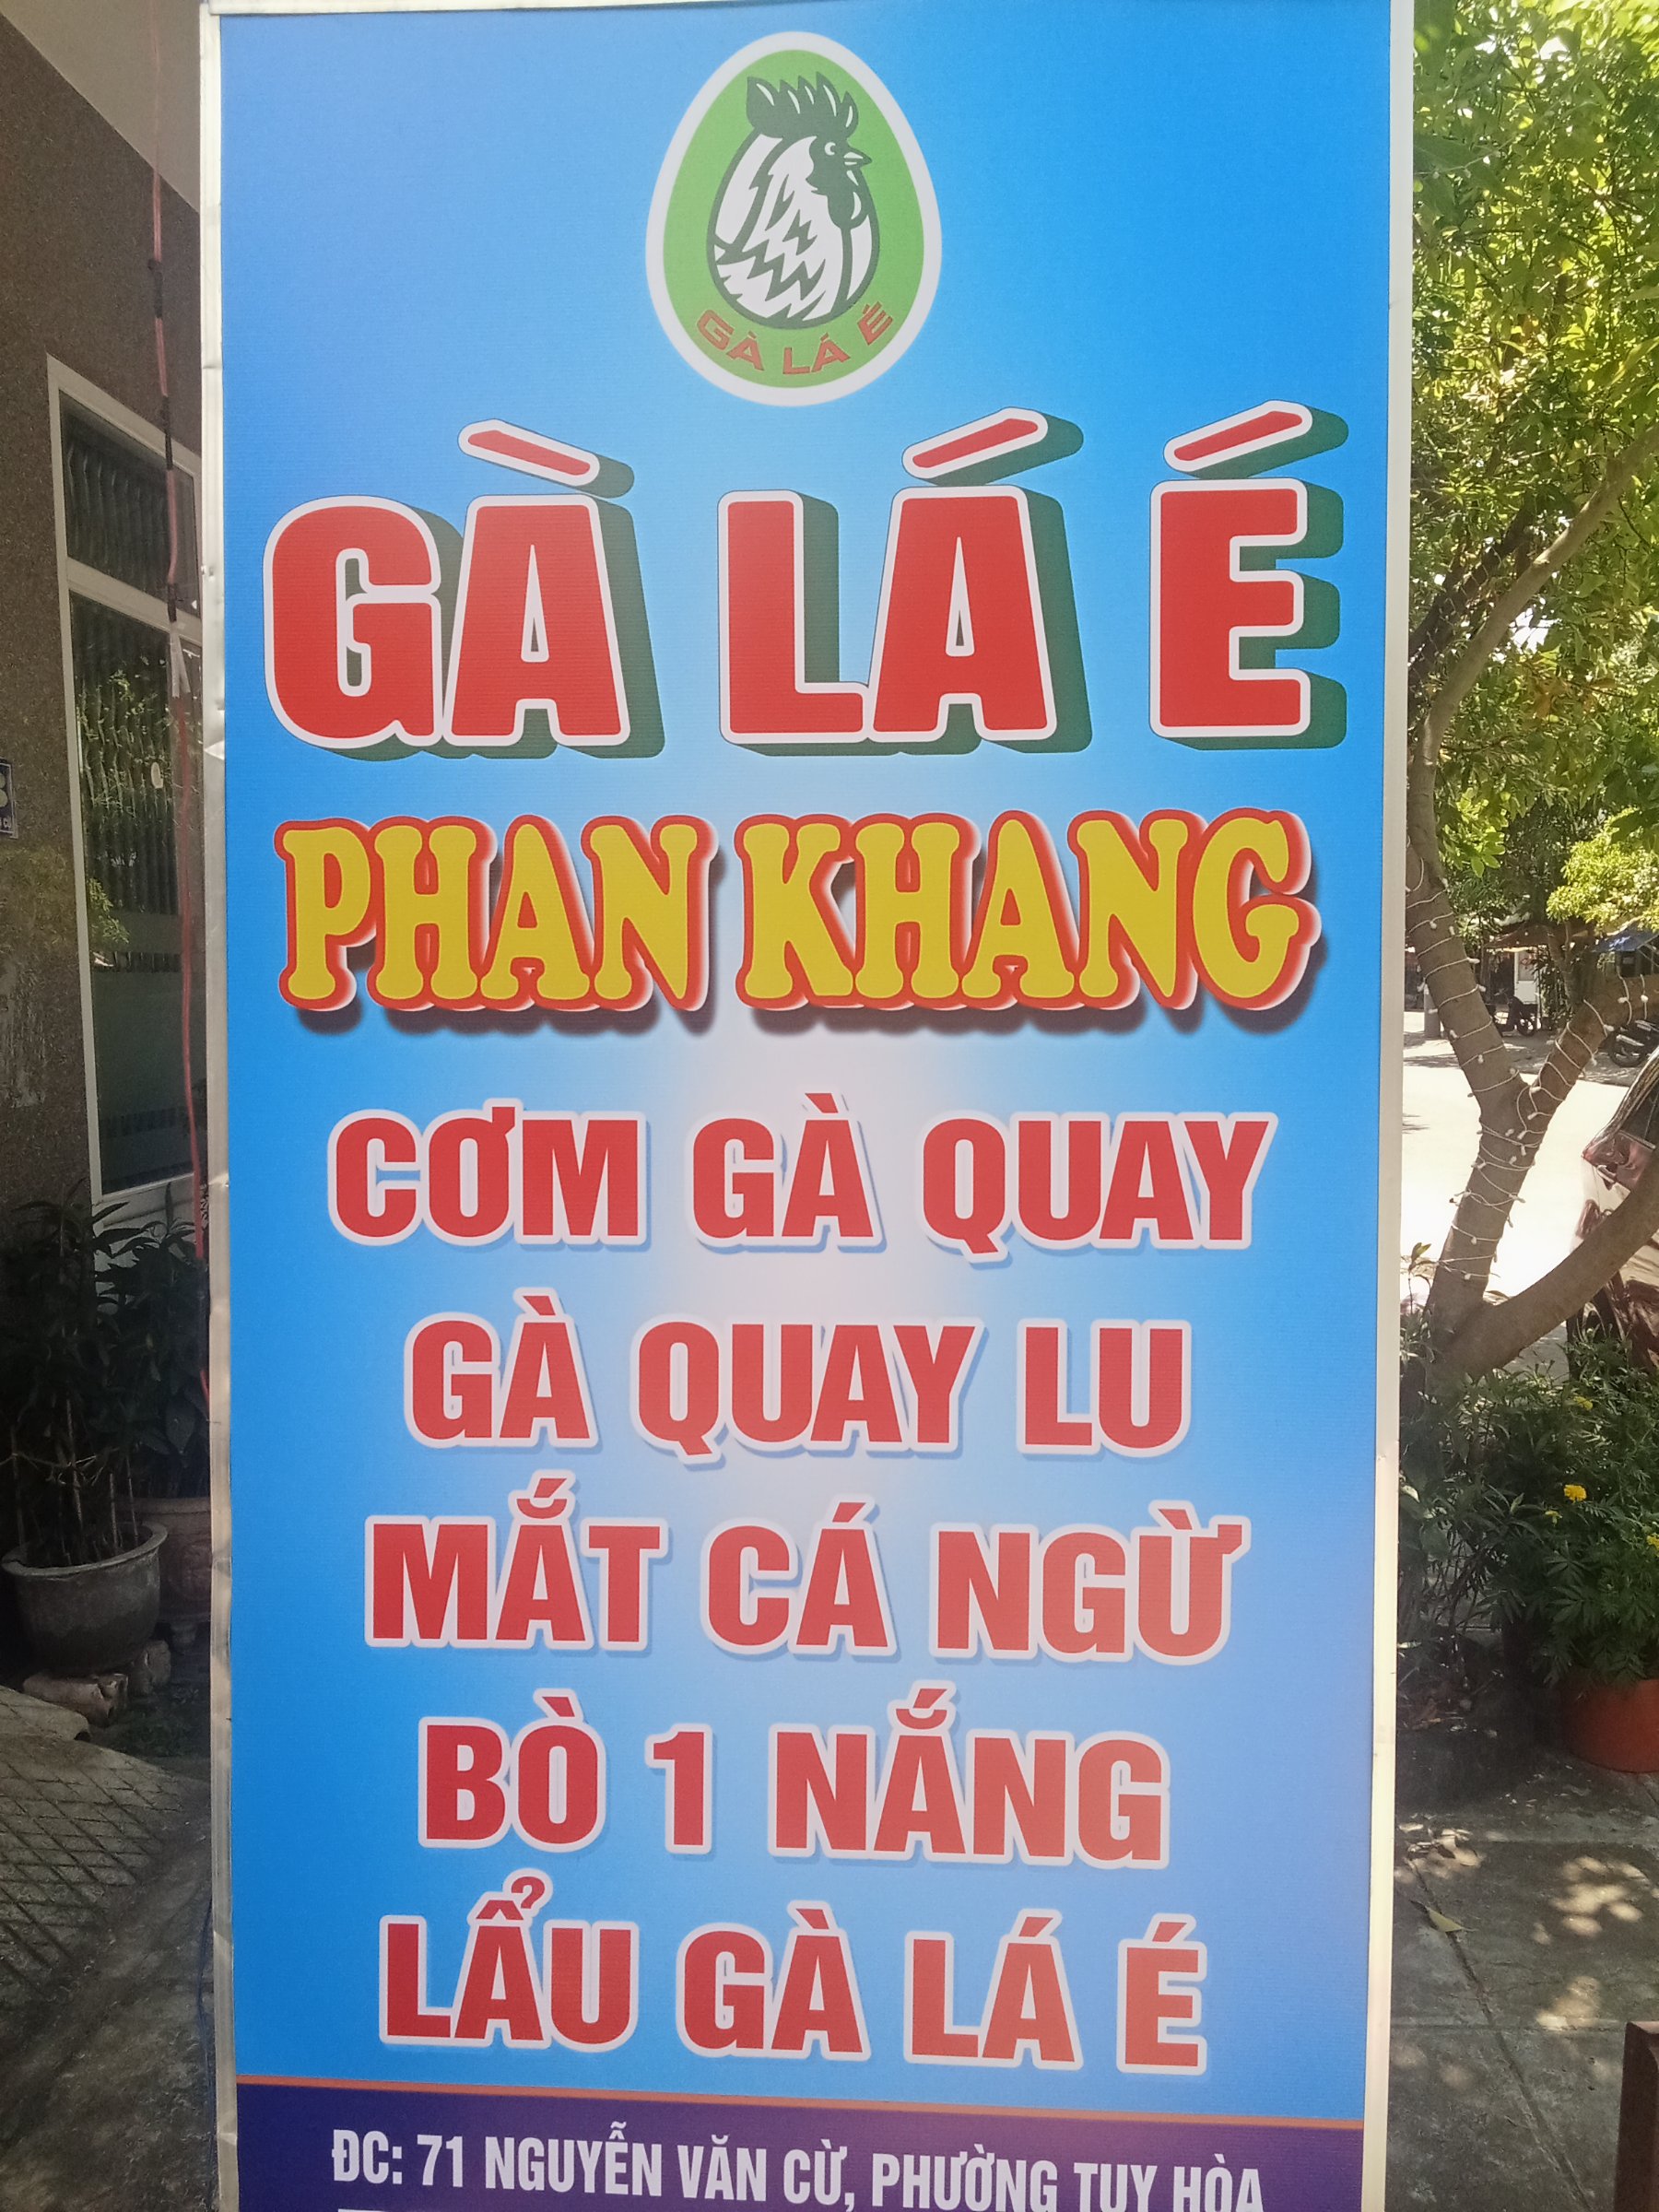 GÀ LÁ É
GÀ LÁ É
PHAN KHANG
CƠM GÀ QUAY
GÀ QUAY LU
MẮT CÁ NGỪ
BÒ 1 NẮNG
LẨU GÀ LÁ É
ĐC: 71 NGUYỄN VĂN CỪ, PHƯỜNG TUY HÒA